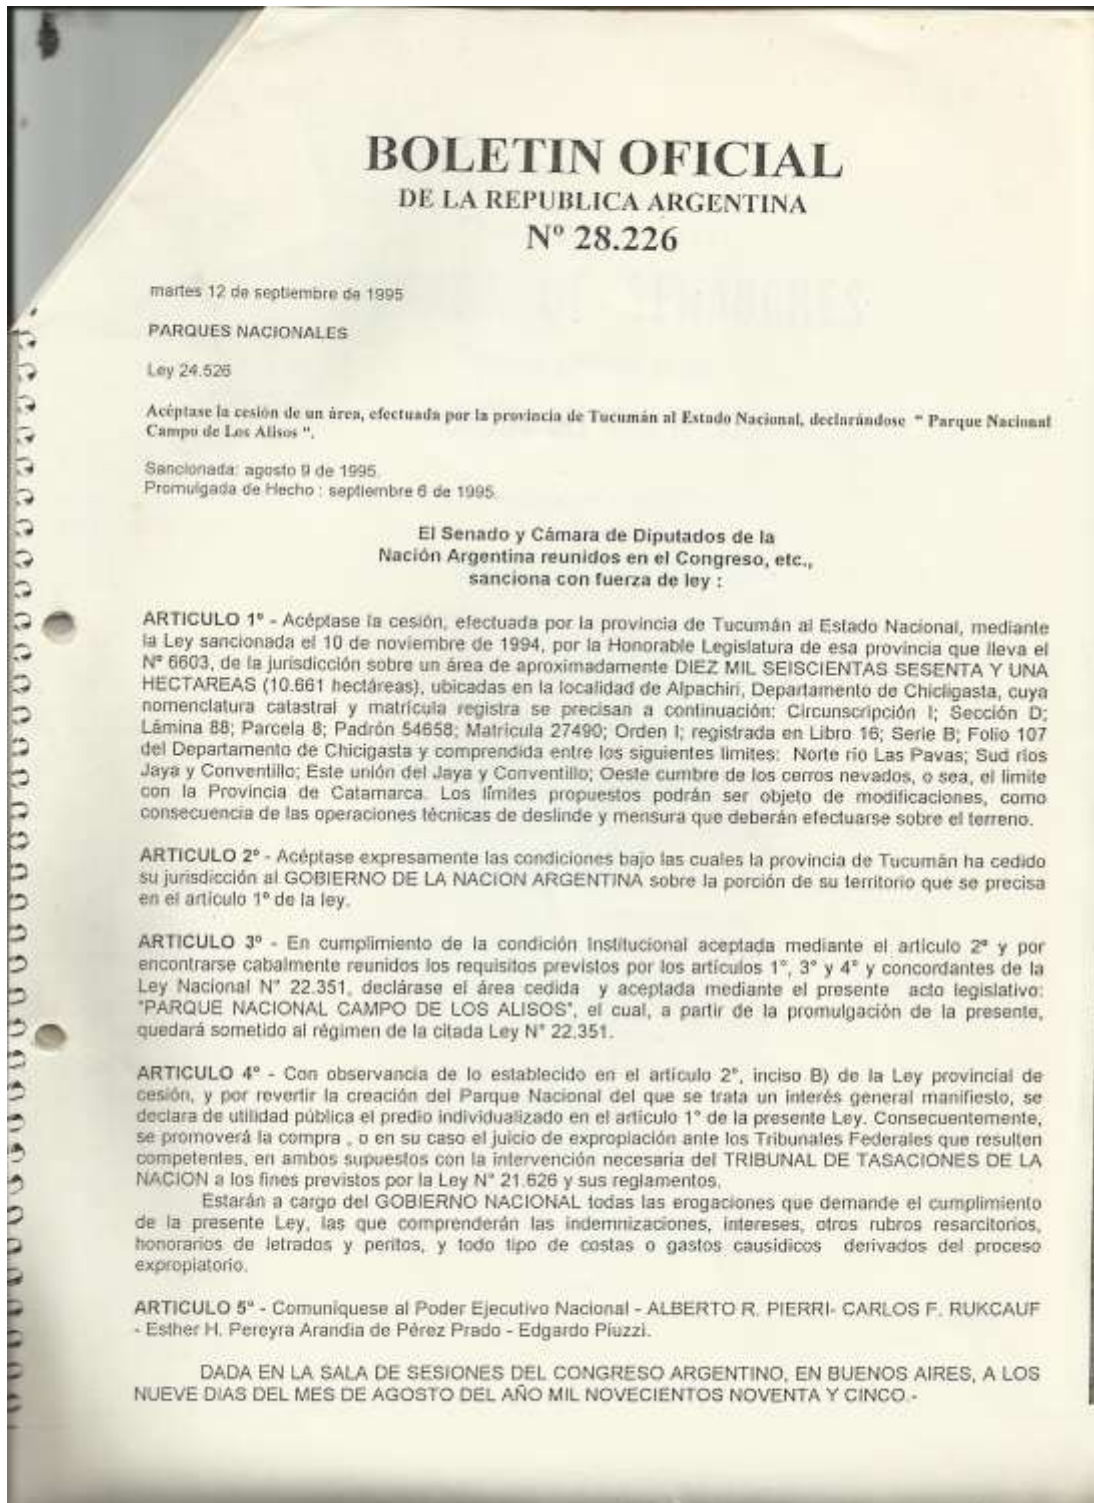 BOLETIN OFICIAL
DE LA REPUBLICA ARGENTINA
Nº 28.226
martes 12 de septiembre de 1995
PARQUES NACIONALES
Ley 24.526
Acéptase la cesión de un área, efectuada por la provincia de Tucumán al Estado Nacional, declarándose " Parque Nacional
Campo de Los Alisos ".
Sancionada: agosto 9 de 1995.
Promulgada de Hecho : septiembre 6 de 1995.
El Senado y Cámara de Diputados de la
Nación Argentina reunidos en el Congreso, etc.,
sanciona con fuerza de ley :
ARTICULO 1º - Acéptase la cesión, efectuada por la provincia de Tucumán al Estado Nacional, mediante
la Ley sancionada el 10 de noviembre de 1994, por la Honorable Legislatura de esa provincia que lleva el
Nº 6603, de la jurisdicción sobre un área de aproximadamente DIEZ MIL SEISCIENTAS SESENTA Y UNA
HECTAREAS (10.661 hectáreas), ubicadas en la localidad de Alpachiri, Departamento de Chicligasta, cuya
nomenclatura catastral y matrícula registra se precisan a continuación: Circunscripción I; Sección D;
Lámina 88; Parcela 8; Padrón 54658; Matricula 27490; Orden I; registrada en Libro 16; Serie B; Folio 107
del Departamento de Chicigasta y comprendida entre los siguientes limites: Norte río Las Pavas; Sud ríos
Jaya y Conventillo; Este unión del Jaya y Conventillo; Oeste cumbre de los cerros nevados, o sea, el limite
con la Provincia de Catamarca. Los límites propuestos podrán ser objeto de modificaciones, como
consecuencia de las operaciones técnicas de deslinde y mensura que deberán efectuarse sobre el terreno.
ARTICULO 2º - Acéptase expresamente las condiciones bajo las cuales la provincia de Tucumán ha cedido
su jurisdicción al GOBIERNO DE LA NACION ARGENTINA sobre la porción de su territorio que se precisa
en el artículo 1º de la ley.
ARTICULO 3º - En cumplimiento de la condición Institucional aceptada mediante el artículo 2º y por
encontrarse cabalmente reunidos los requisitos previstos por los artículos 1°, 3° y 4° y concordantes de la
Ley Nacional N° 22.351, declárase el área cedida y aceptada mediante el presente acto legislativo:
"PARQUE NACIONAL CAMPO DE LOS ALISOS", el cual, a partir de la promulgación de la presente,
quedará sometido al régimen de la citada Ley N° 22.351.
ARTICULO 4º - Con observancia de lo establecido en el artículo 2°, inciso B) de la Ley provincial de
cesión, y por revertir la creación del Parque Nacional del que se trata un interés general manifiesto, se
declara de utilidad pública el predio individualizado en el artículo 1° de la presente Ley. Consecuentemente,
se promoverá la compra , o en su caso el juicio de expropiación ante los Tribunales Federales que resulten
competentes, en ambos supuestos con la intervención necesaria del TRIBUNAL DE TASACIONES DE LA
NACION a los fines previstos por la Ley N° 21.626 y sus reglamentos.
Estarán a cargo del GOBIERNO NACIONAL todas las erogaciones que demande el cumplimiento
de la presente Ley, las que comprenderán las indemnizaciones, intereses, otros rubros resarcitorios,
honorarios de letrados y peritos, y todo tipo de costas o gastos causídicos derivados del proceso
expropiatorio.
ARTICULO 5º - Comuníquese al Poder Ejecutivo Nacional - ALBERTO R. PIERRI- CARLOS F. RUKCAUF
- Esther H. Pereyra Arandia de Pérez Prado - Edgardo Piuzzi.
DADA EN LA SALA DE SESIONES DEL CONGRESO ARGENTINO, EN BUENOS AIRES, A LOS
NUEVE DIAS DEL MES DE AGOSTO DEL AÑO MIL NOVECIENTOS NOVENTA Y CINCO.-